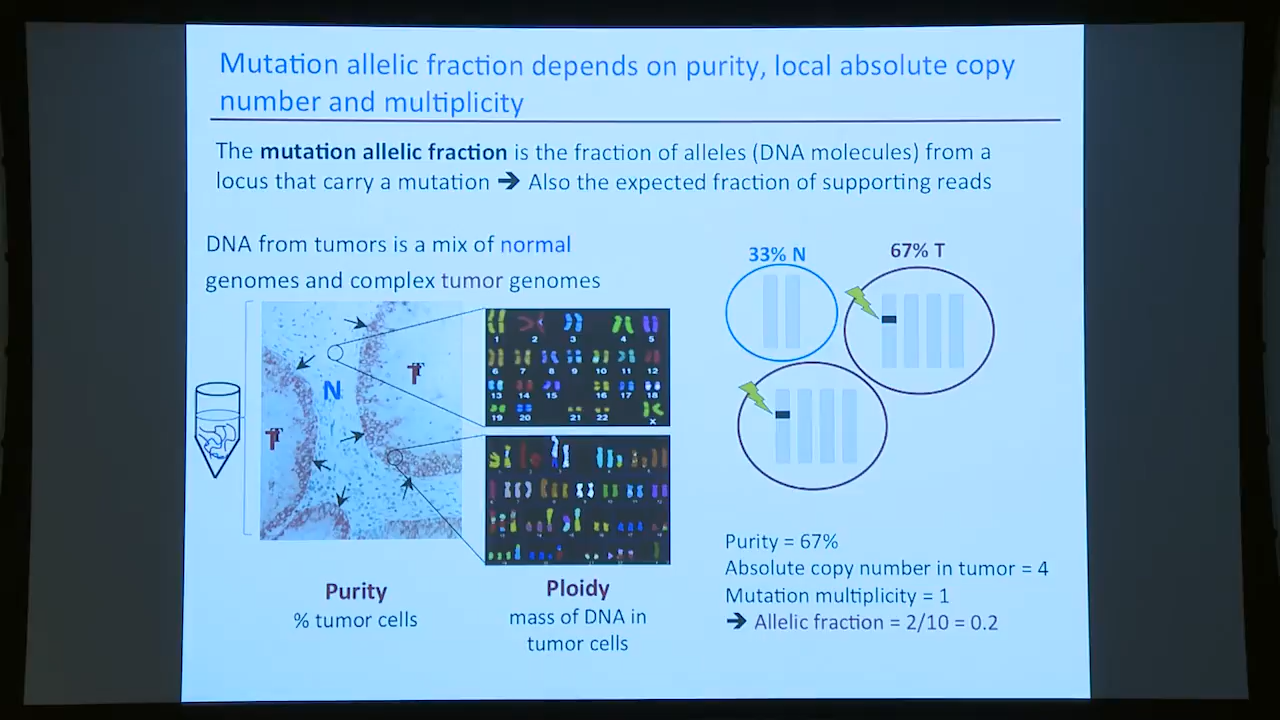 Mutation allelic fraction depends on purity, local absolute copy
number and multiplicity
The mutation allelic fraction is the fraction of alleles (DNA molecules) from a
locus that carry a mutation ➔ Also the expected fraction of supporting reads
DNA from tumors is a mix of normal
genomes and complex tumor genomes
N
T
T
1 2 3 4 5
6 7 8 9 10 11 12
13 14 15 16 17 18
19 20 21 22 X
Purity
% tumor cells
Ploidy
mass of DNA in
tumor cells
33% N
67% T
Purity = 67%
Absolute copy number in tumor = 4
Mutation multiplicity = 1
➔ Allelic fraction = 2/10 = 0.2